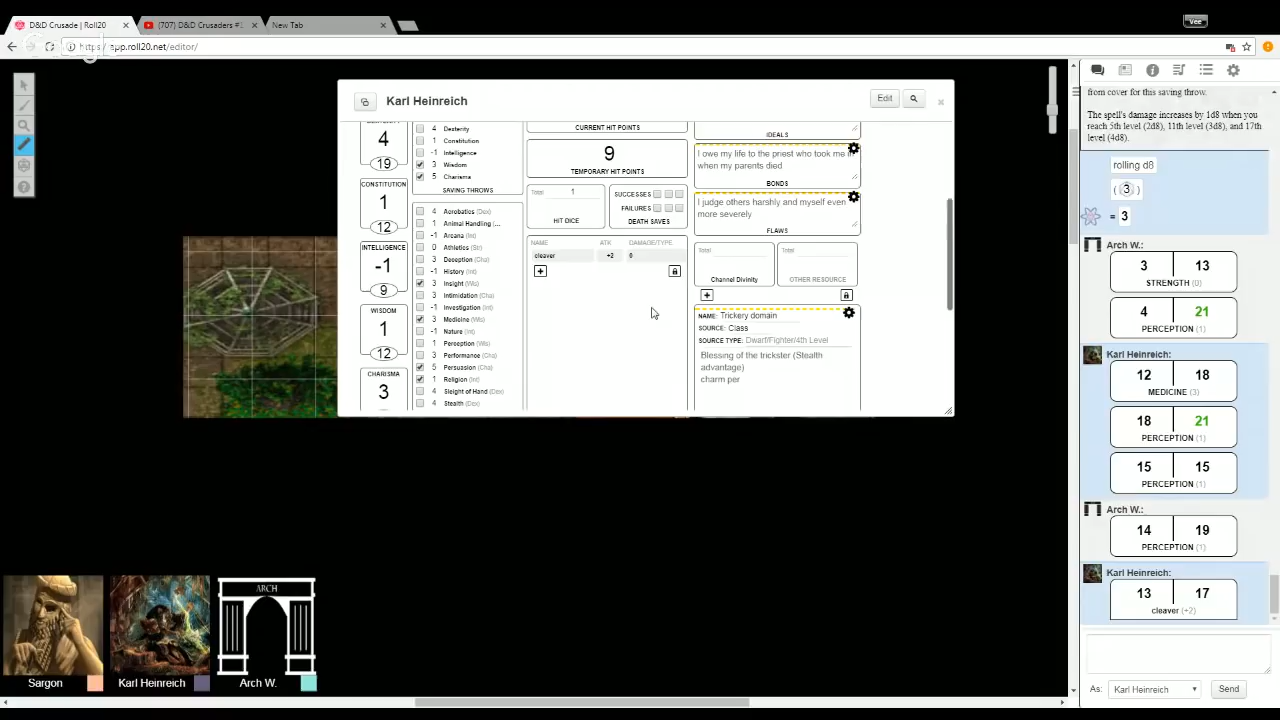 Vee
D&D Crusade | Roll20
(707) D&D Crusaders #
New Tab
app.roll20.net/editor/
Karl Heinreich
Edit
4
19
CONSTITUTION
1
12
INTELLIGENCE
-1
9
WISDOM
1
12
CHARISMA
3
4 Dexterity
1 Constitution
-1 Intelligence
3 Wisdom
5 Charisma
SAVING THROWS
4 Acrobatics (Dex)
1 Animal Handling (...
-1 Arcana (Int)
0 Athletics (Str)
3 Deception (Cha)
-1 History (Int)
3 Insight (Wis)
3 Intimidation (Cha)
-1 Investigation (Int)
3 Medicine (Wis)
-1 Nature (Int)
1 Perception (Wis)
3 Performance (Cha)
5 Persuasion (Cha)
1 Religion (Int)
4 Sleight of Hand (Dex)
4 Stealth (Dex)
CURRENT HIT POINTS
9
TEMPORARY HIT POINTS
Total 1
HIT DICE
SUCCESSES
FAILURES
DEATH SAVES
NAME ATK DAMAGE/TYPE
cleaver +2 0
IDEALS
I owe my life to the priest who took me in
when my parents died
BONDS
I judge others harshly and myself even
more severely
FLAWS
Total
Channel Divinity
Total
OTHER RESOURCE
NAME: Trickery domain
SOURCE: Class
SOURCE TYPE: Dwarf/Fighter/4th Level
Blessing of the trickster (Stealth
advantage)
charm per
from cover for this saving throw.
The spell's damage increases by 1d8 when you
reach 5th level (2d8), 11th level (3d8), and 17th
level (4d8).
rolling d8
( 3 )
= 3
Arch W.:
3 13
STRENGTH (0)
4 21
PERCEPTION (1)
Karl Heinreich:
12 18
MEDICINE (3)
18 21
PERCEPTION (1)
15 15
PERCEPTION (1)
Arch W.:
14 19
PERCEPTION (1)
Karl Heinreich:
13 17
cleaver (+2)
As: Karl Heinreich Send
ARCH
Sargon
Karl Heinreich
Arch W.